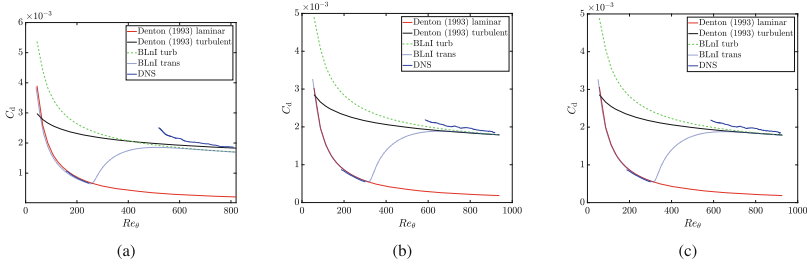 ×10⁻³
6
5
4
3
2
1
C_d
0
200
400
600
800
Re_θ
Denton (1993) laminar
Denton (1993) turbulent
BLnI turb
BLnI trans
DNS
(a)
×10⁻³
5
4
3
2
1
0
C_d
0
200
400
600
800
1000
Re_θ
Denton (1993) laminar
Denton (1993) turbulent
BLnI turb
BLnI trans
DNS
(b)
×10⁻³
5
4
3
2
1
0
C_d
0
200
400
600
800
1000
Re_θ
Denton (1993) laminar
Denton (1993) turbulent
BLnI turb
BLnI trans
DNS
(c)